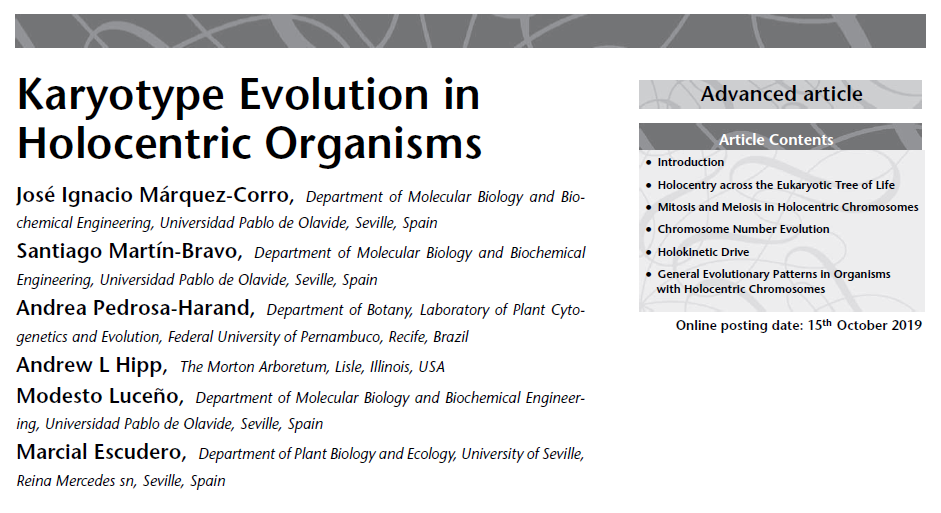 Karyotype Evolution in
Holocentric Organisms
José Ignacio Márquez-Corro, Department of Molecular Biology and Bio-
chemical Engineering, Universidad Pablo de Olavide, Seville, Spain
Santiago Martín-Bravo, Department of Molecular Biology and Biochemical
Engineering, Universidad Pablo de Olavide, Seville, Spain
Andrea Pedrosa-Harand, Department of Botany, Laboratory of Plant Cyto-
genetics and Evolution, Federal University of Pernambuco, Recife, Brazil
Andrew L Hipp, The Morton Arboretum, Lisle, Illinois, USA
Modesto Luceño, Department of Molecular Biology and Biochemical Engineer-
ing, Universidad Pablo de Olavide, Seville, Spain
Marcial Escudero, Department of Plant Biology and Ecology, University of Seville,
Reina Mercedes sn, Seville, Spain
Advanced article
Article Contents
• Introduction
• Holocentry across the Eukaryotic Tree of Life
• Mitosis and Meiosis in Holocentric Chromosomes
• Chromosome Number Evolution
• Holokinetic Drive
• General Evolutionary Patterns in Organisms
with Holocentric Chromosomes
Online posting date: 15th October 2019